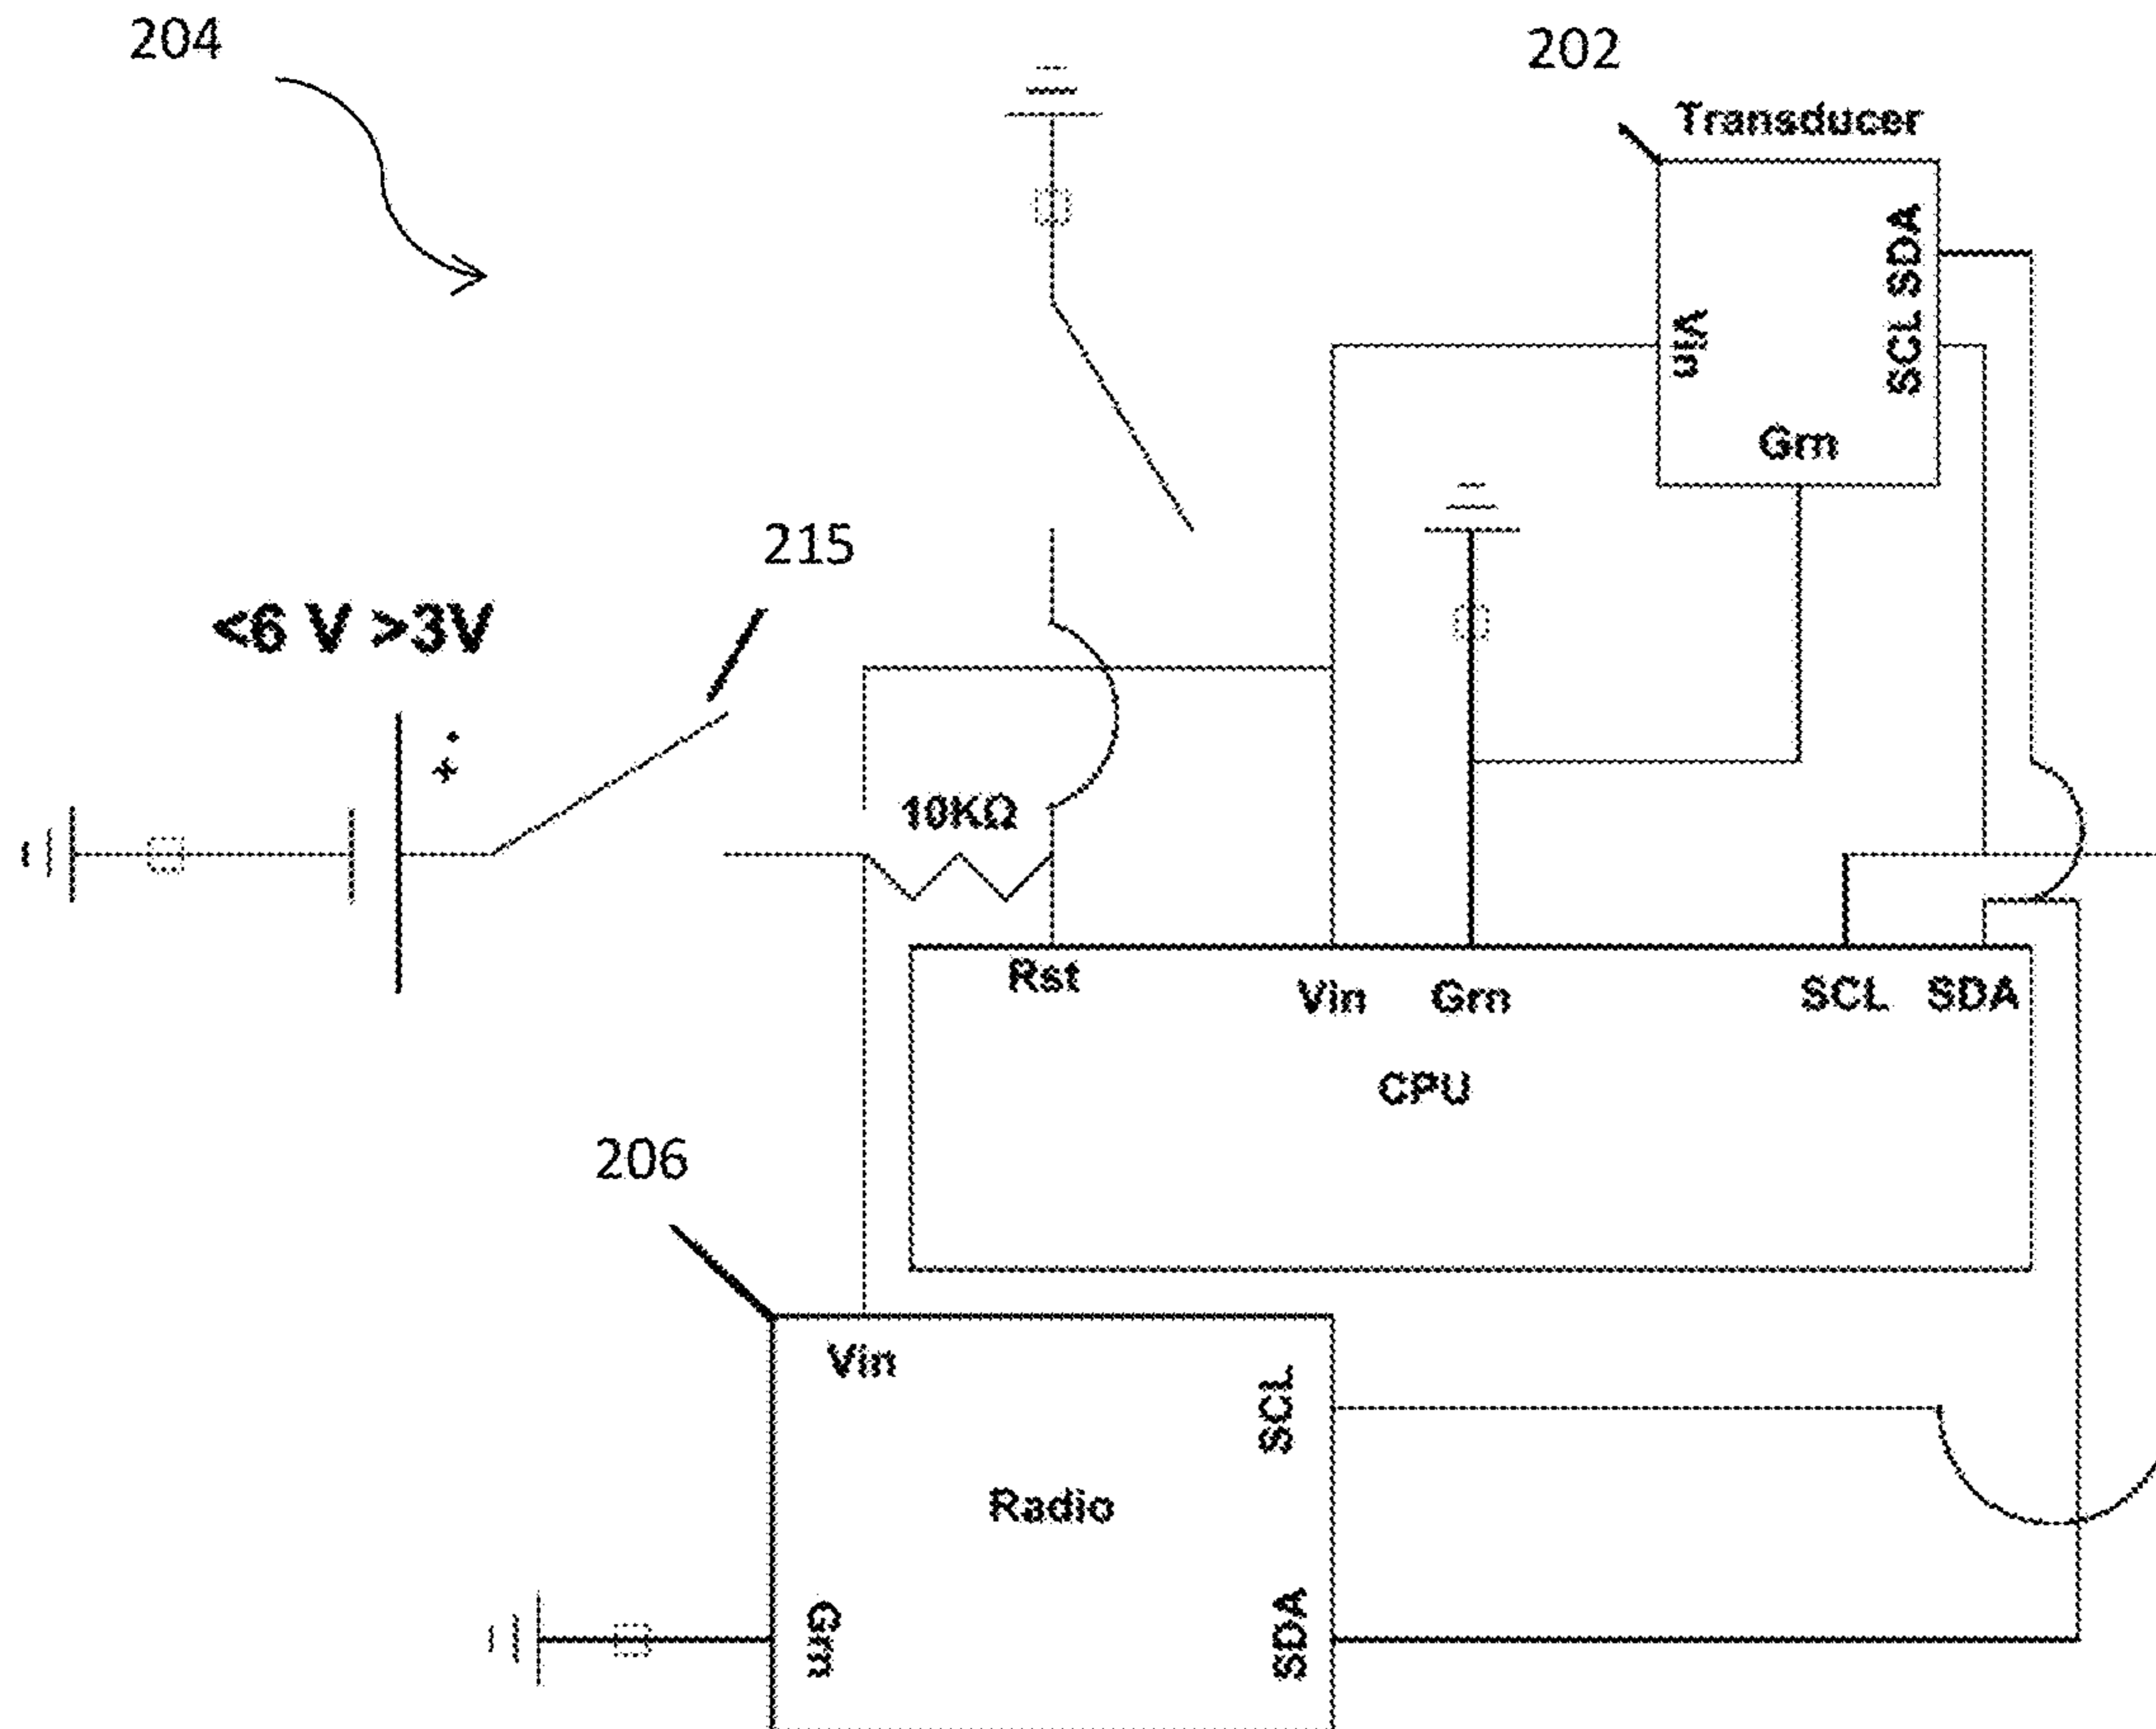 204
202
Transducer
SDA
SCL
Vin
Grn
215
<6 V >3V
+
10KΩ
Rst
Vin
Grn
SCL
SDA
CPU
206
Vin
SCL
Radio
Grn
SDA